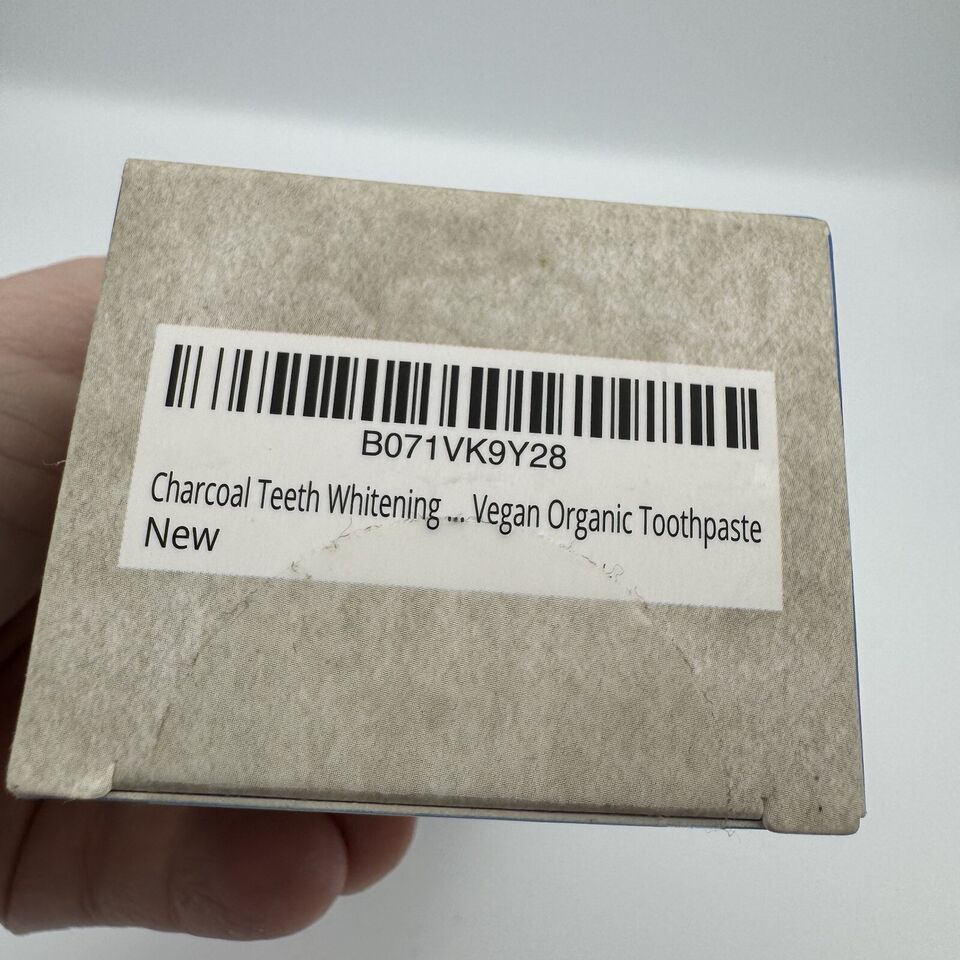 B071VK9Y28
Charcoal Teeth Whitening ... Vegan Organic Toothpaste
New